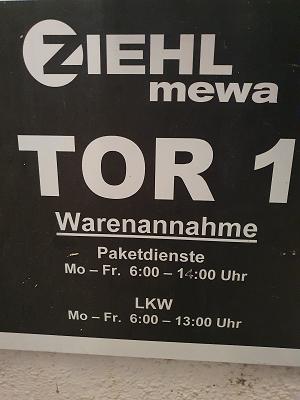 ZIEHL
mewa
TOR 1
Warenannahme
Paketdienste
Mo – Fr. 6:00 – 14:00 Uhr
LKW
Mo – Fr. 6:00 – 13:00 Uhr